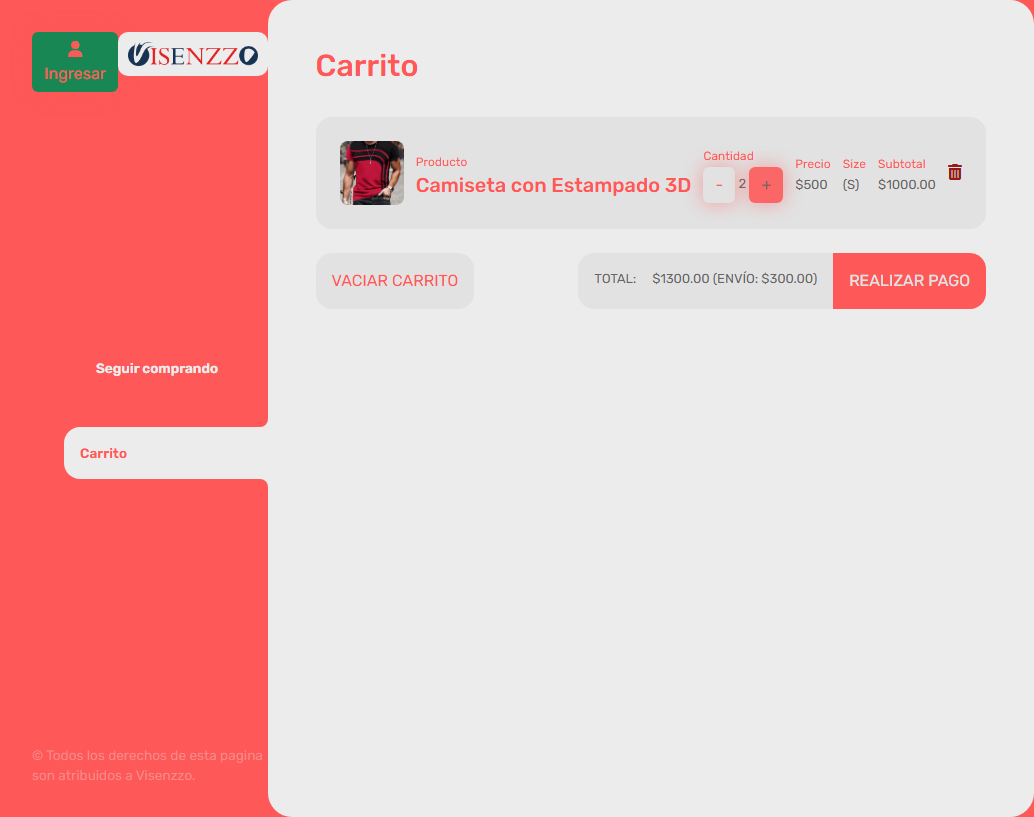 Ingresar
VISENZZO
Seguir comprando
Carrito
© Todos los derechos de esta pagina
son atribuidos a Visenzzo.
Carrito
Producto
Camiseta con Estampado 3D
Cantidad
- 2 +
Precio
$500
Size
(S)
Subtotal
$1000.00
VACIAR CARRITO
TOTAL: $1300.00 (ENVÍO: $300.00)
REALIZAR PAGO